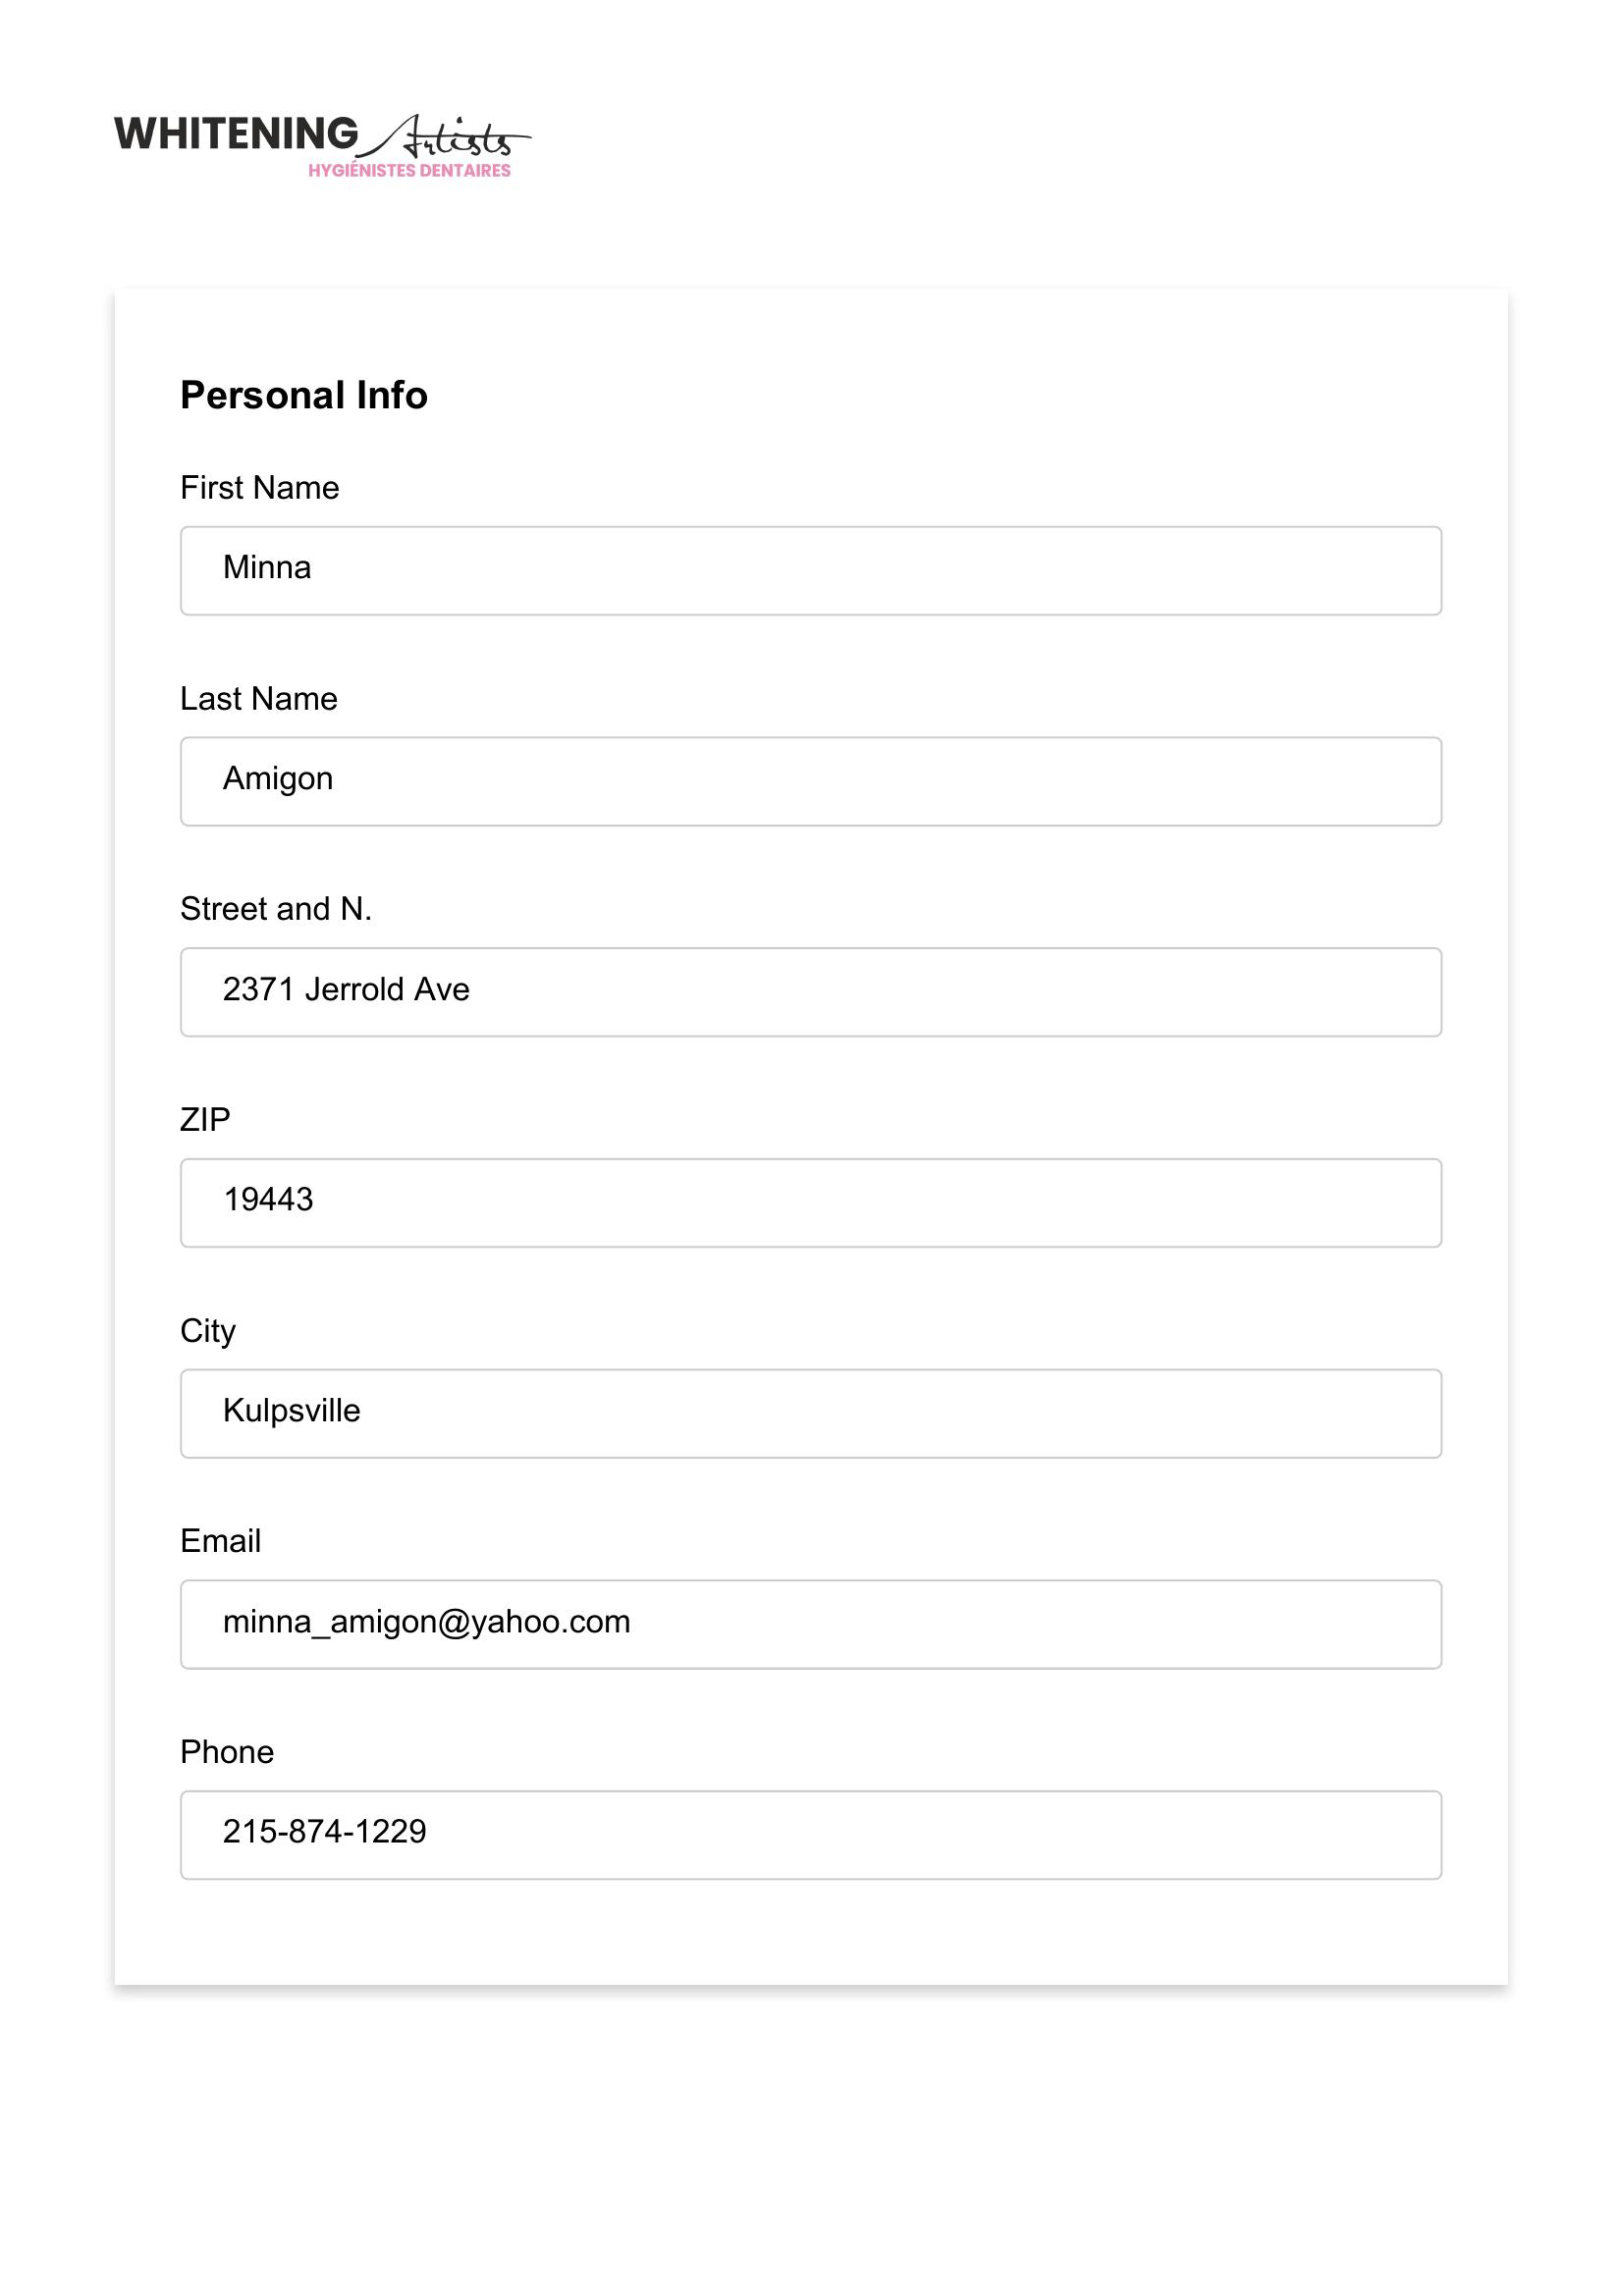 WHITENING Artists
HYGIÉNISTES DENTAIRES
Personal Info
First Name
Minna
Last Name
Amigon
Street and N.
2371 Jerrold Ave
ZIP
19443
City
Kulpsville
Email
minna_amigon@yahoo.com
Phone
215-874-1229